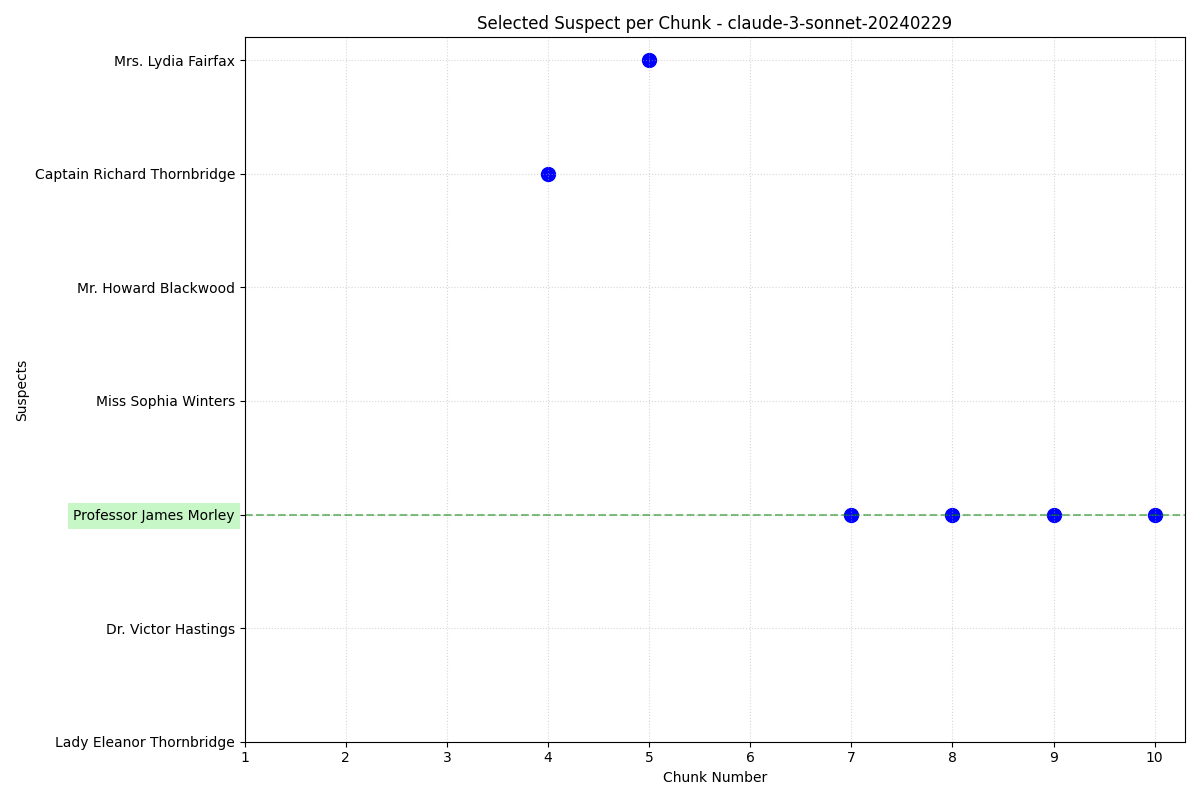 Selected Suspect per Chunk - claude-3-sonnet-20240229
Mrs. Lydia Fairfax
Captain Richard Thornbridge
Mr. Howard Blackwood
Miss Sophia Winters
Professor James Morley
Dr. Victor Hastings
Lady Eleanor Thornbridge
Suspects
1 2 3 4 5 6 7 8 9 10
Chunk Number